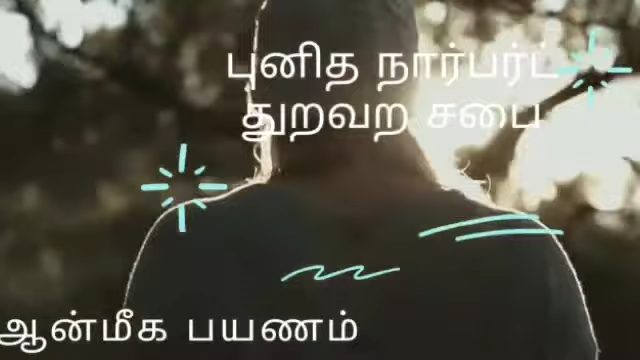 புனித நார்பர்ட்
துறவற சபை
ஆன்மீக பயணம்